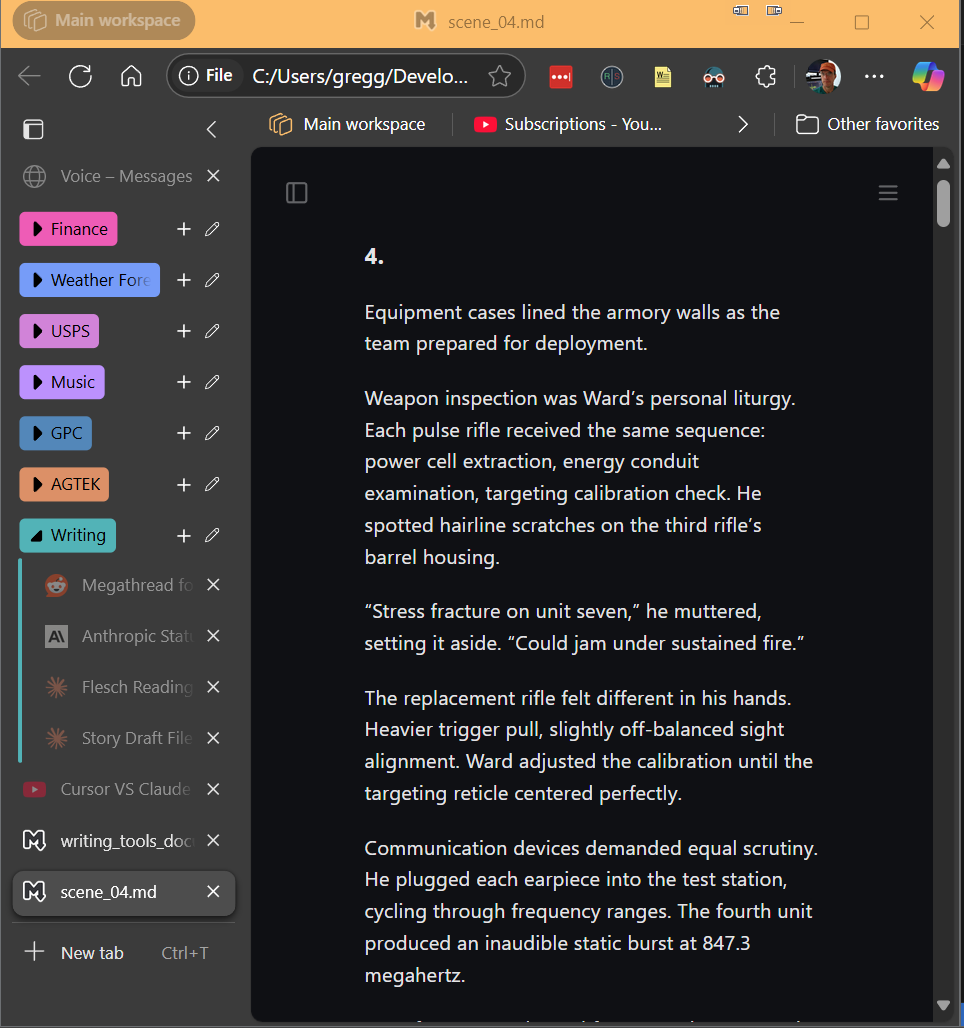 Main workspace
scene_04.md
File
C:/Users/gregg/Develo...
Main workspace
Subscriptions - You...
Other favorites
Voice – Messages
Finance
Weather Fore
USPS
Music
GPC
AGTEK
Writing
Megathread fo
Anthropic Stat
Flesch Reading
Story Draft File
Cursor VS Claude
writing_tools_doc
scene_04.md
New tab Ctrl+T
4.
Equipment cases lined the armory walls as the
team prepared for deployment.
Weapon inspection was Ward’s personal liturgy.
Each pulse rifle received the same sequence:
power cell extraction, energy conduit
examination, targeting calibration check. He
spotted hairline scratches on the third rifle’s
barrel housing.
“Stress fracture on unit seven,” he muttered,
setting it aside. “Could jam under sustained fire.”
The replacement rifle felt different in his hands.
Heavier trigger pull, slightly off-balanced sight
alignment. Ward adjusted the calibration until the
targeting reticle centered perfectly.
Communication devices demanded equal scrutiny.
He plugged each earpiece into the test station,
cycling through frequency ranges. The fourth unit
produced an inaudible static burst at 847.3
megahertz.